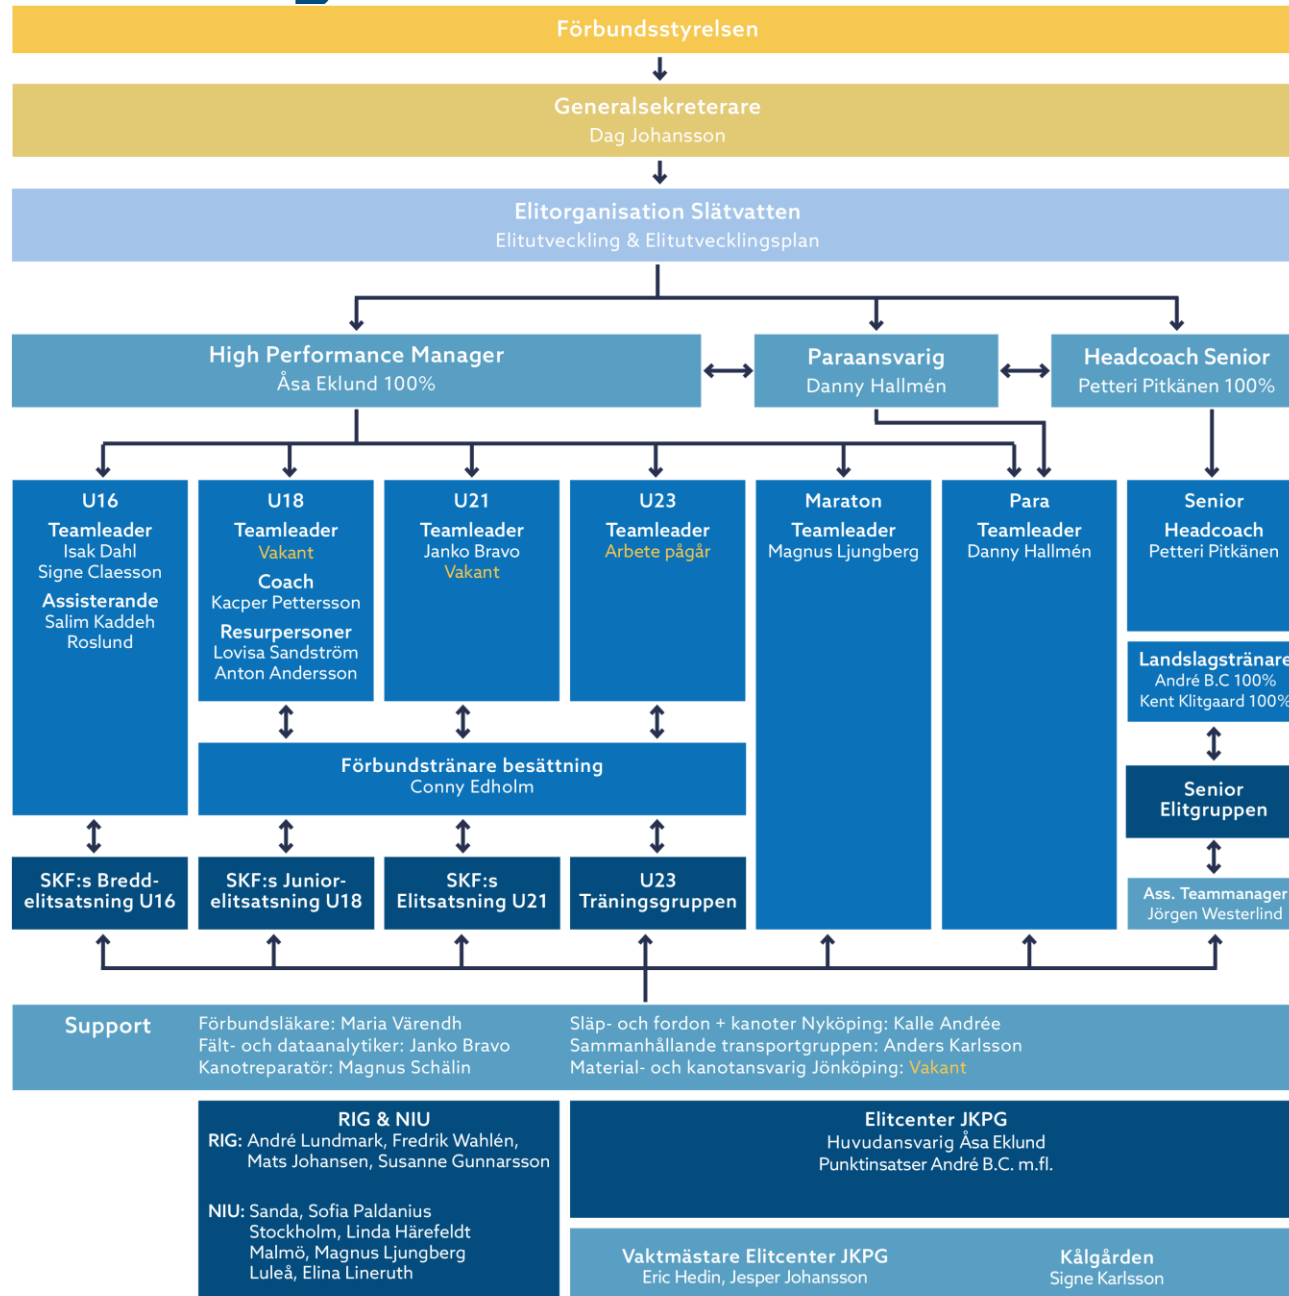 Förbundsstyrelsen
Generalsekreterare
Dag Johansson
Elitorganisation Slätvatten
Elitutveckling & Elitutvecklingsplan
High Performance Manager
Åsa Eklund 100%
Paraansvarig
Danny Hallmén
Headcoach Senior
Petteri Pitkänen 100%
U16
Teamleader
Isak Dahl
Signe Claesson
Assisterande
Salim Kaddeh
Roslund
U18
Teamleader
Vakant
Coach
Kacper Pettersson
Resurpersoner
Lovisa Sandström
Anton Andersson
U21
Teamleader
Janko Bravo
Vakant
U23
Teamleader
Arbete pågår
Maraton
Teamleader
Magnus Ljungberg
Para
Teamleader
Danny Hallmén
Senior
Headcoach
Petteri Pitkänen
Landslagstränare
André B.C 100%
Kent Klitgaard 100%
Förbundstränare besättning
Conny Edholm
Senior
Elitgruppen
SKF:s Bredd-
elitsatsning U16
SKF:s Junior-
elitsatsning U18
SKF:s
Elitsatsning U21
U23
Träningsgruppen
Ass. Teammanager
Jörgen Westerlind
Support
Förbundsläkare: Maria Värendh
Fält- och dataanalytiker: Janko Bravo
Kanotreparatör: Magnus Schälin
Släp- och fordon + kanoter Nyköping: Kalle Andrée
Sammanhållande transportgruppen: Anders Karlsson
Material- och kanotansvarig Jönköping: Vakant
RIG & NIU
RIG: André Lundmark, Fredrik Wahlén,
Mats Johansen, Susanne Gunnarsson
NIU: Sanda, Sofia Paldanius
Stockholm, Linda Härefeldt
Malmö, Magnus Ljungberg
Luleå, Elina Lineruth
Elitcenter JKPG
Huvudansvarig Åsa Eklund
Punktinsatser André B.C. m.fl.
Vaktmästare Elitcenter JKPG
Eric Hedin, Jesper Johansson
Kålgården
Signe Karlsson